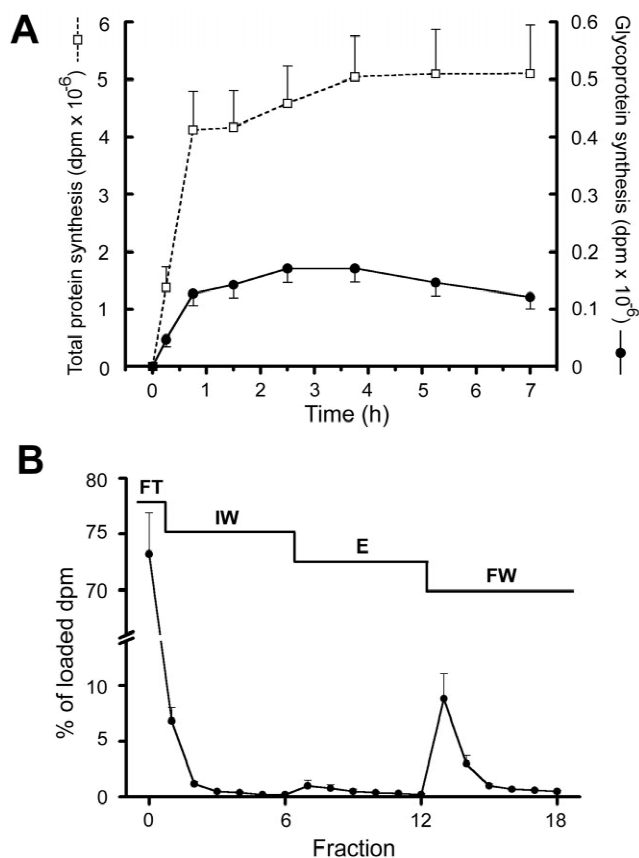 A
Total protein synthesis (dpm x 10-6)
6
5
4
3
2
1
0
0.6
0.5
0.4
0.3
0.2
0.1
0
Glycoprotein synthesis (dpm x 10-6)
0 1 2 3 4 5 6 7
Time (h)
B
% of loaded dpm
80
75
70
10
5
0
FT
IW
E
FW
0 6 12 18
Fraction